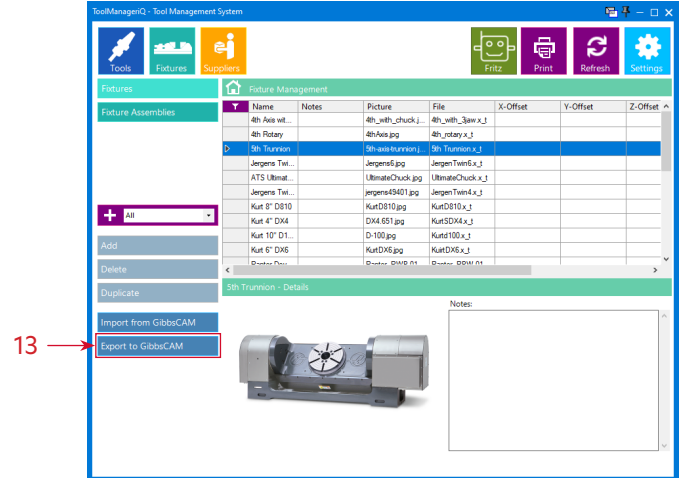 ToolManageriQ - Tool Management System
Tools
Fixtures
Suppliers
Fritz
Print
Refresh
Settings
Fixtures
Fixture Assemblies
All
Add
Delete
Duplicate
Import from GibbsCAM
13
Export to GibbsCAM
Fixture Management
Name Notes Picture File X-Offset Y-Offset Z-Offset
4th Axis wit... 4th_with_chuck.j... 4th_with_3jaw.x_t
4th Rotary 4thAxis.jpg 4th_rotary.x_t
5th Trunnion 5th-axis-trunnion.j... 5th Trunnion.x_t
Jergens Twi... Jergens6.jpg JergenTwin6.x_t
ATS Ultimat... UltimateChuck.jpg UltimateChuck.x_t
Jergens Twi... jergens49401.jpg JergenTwin4.x_t
Kurt 8" D810 KurtD810.jpg KurtD810.x_t
Kurt 4" DX4 DX4.651.jpg KurtSDX4.x_t
Kurt 10" D1... D-100.jpg Kurtd100.x_t
Kurt 6" DX6 KurtDX6.jpg KuirtDX6.x_t
5th Trunnion - Details
Notes: